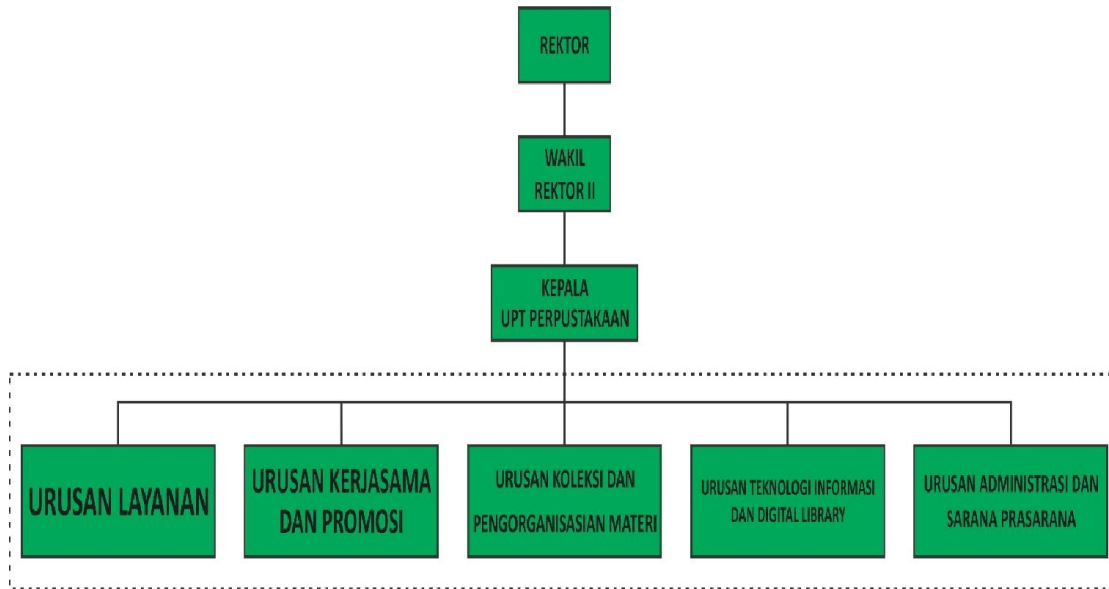 REKTOR
WAKIL
REKTOR II
KEPALA
UPT PERPUSTAKAAN
URUSAN LAYANAN
URUSAN KERJASAMA
DAN PROMOSI
URUSAN KOLEKSI DAN
PENGORGANISASIAN MATERI
URUSAN TEKNOLOGI INFORMASI
DAN DIGITAL LIBRARY
URUSAN ADMINISTRASI DAN
SARANA PRASARANA